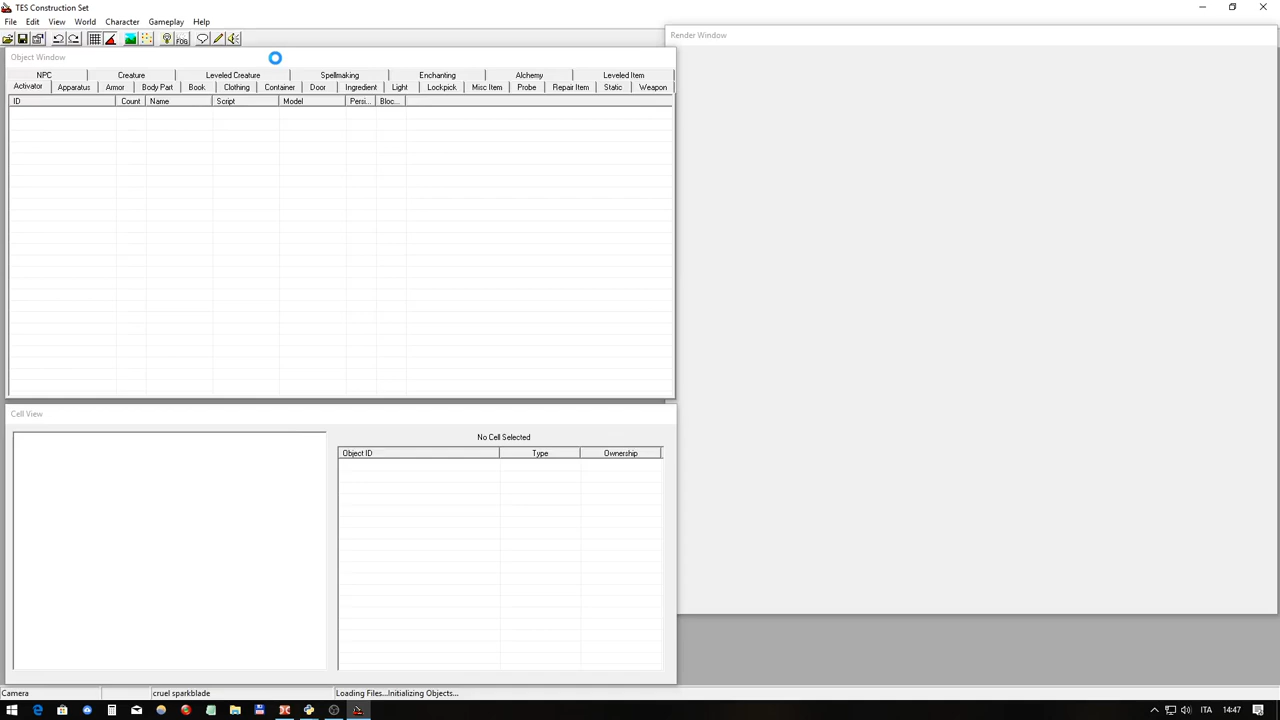 TES Construction Set
File Edit View World Character Gameplay Help
FOG
Object Window
NPC Creature Leveled Creature Spellmaking Enchanting Alchemy Leveled Item
Activator Apparatus Armor Body Part Book Clothing Container Door Ingredient Light Lockpick Misc Item Probe Repair Item Static Weapon
ID Count Name Script Model Persi... Bloc...
Render Window
Cell View
No Cell Selected
Object ID Type Ownership
Camera cruel sparkblade Loading Files...Initializing Objects...
ITA 14:47